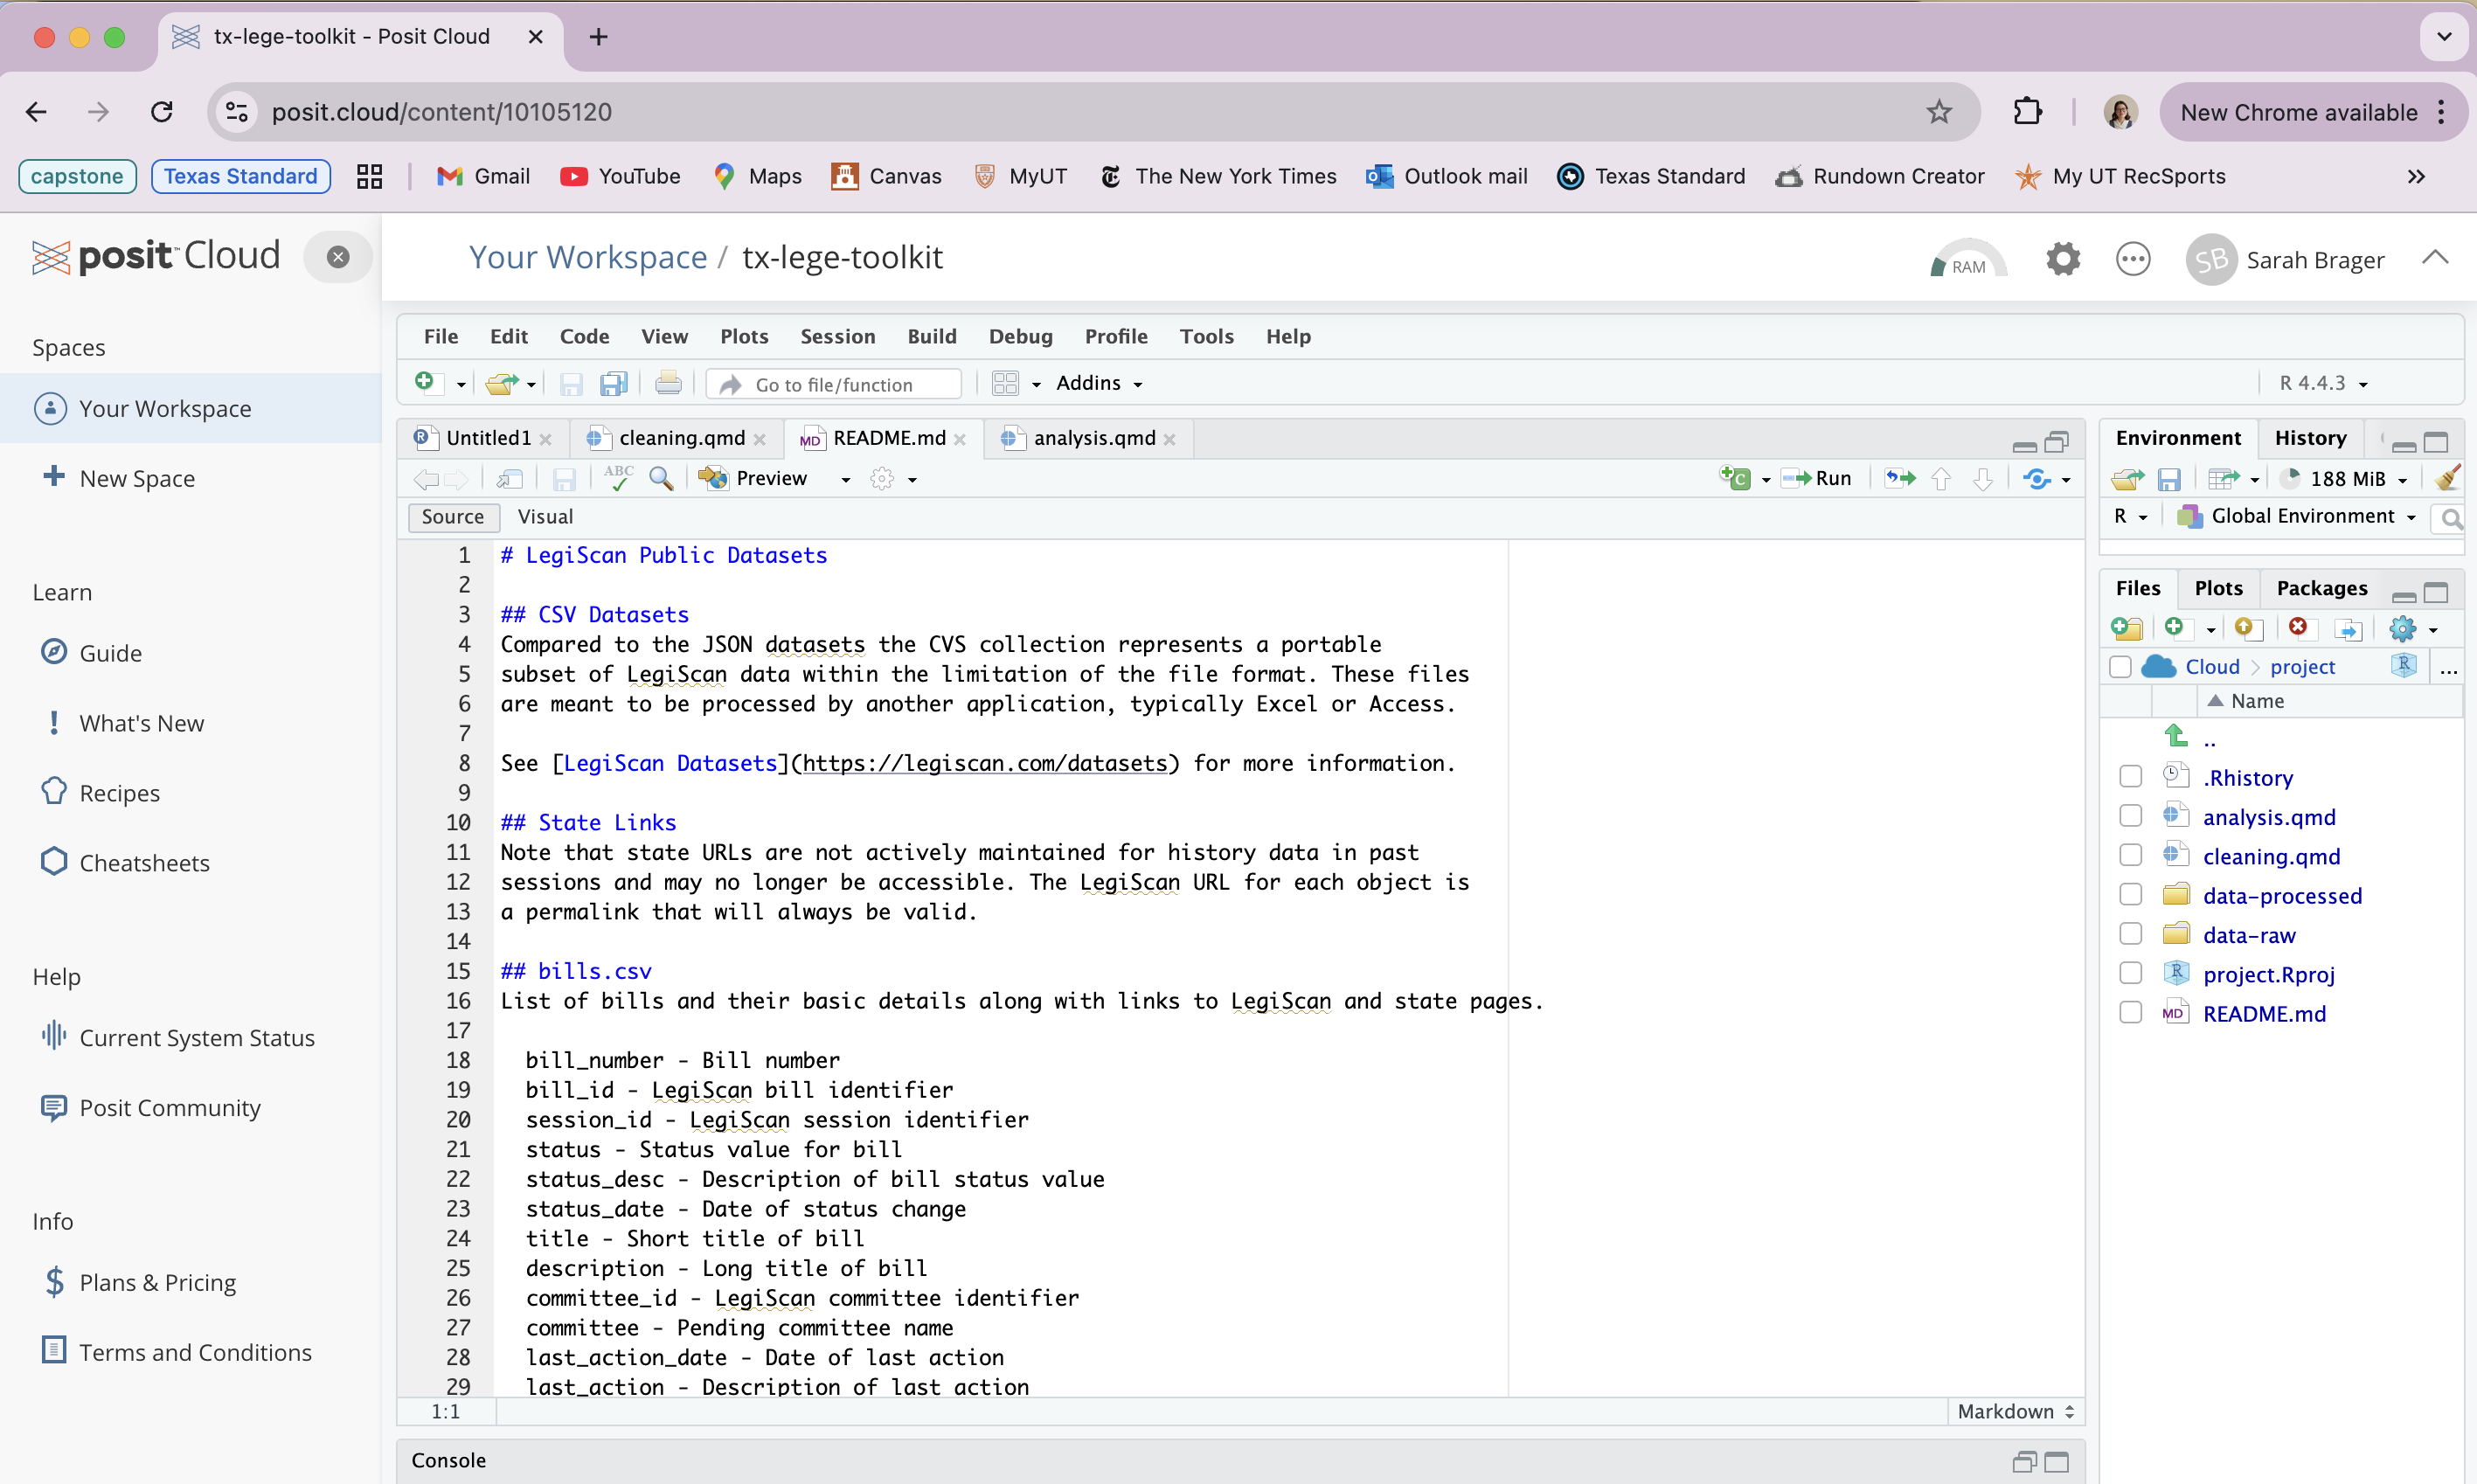 tx-lege-toolkit - Posit Cloud
posit.cloud/content/10105120
New Chrome available
capstone
Texas Standard
Gmail
YouTube
Maps
Canvas
MyUT
The New York Times
Outlook mail
Texas Standard
Rundown Creator
My UT RecSports
posit Cloud
Your Workspace / tx-lege-toolkit
RAM
SB
Sarah Brager
Spaces
Your Workspace
New Space
Learn
Guide
What's New
Recipes
Cheatsheets
Help
Current System Status
Posit Community
Info
Plans & Pricing
Terms and Conditions
File Edit Code View Plots Session Build Debug Profile Tools Help
Go to file/function
Addins
R 4.4.3
Untitled1
cleaning.qmd
MD README.md
analysis.qmd
ABC
Preview
Run
Source Visual
1 # LegiScan Public Datasets
2
3 ## CSV Datasets
4 Compared to the JSON datasets the CVS collection represents a portable
5 subset of LegiScan data within the limitation of the file format. These files
6 are meant to be processed by another application, typically Excel or Access.
7
8 See [LegiScan Datasets](https://legiscan.com/datasets) for more information.
9
10 ## State Links
11 Note that state URLs are not actively maintained for history data in past
12 sessions and may no longer be accessible. The LegiScan URL for each object is
13 a permalink that will always be valid.
14
15 ## bills.csv
16 List of bills and their basic details along with links to LegiScan and state pages.
17
18 bill_number - Bill number
19 bill_id - LegiScan bill identifier
20 session_id - LegiScan session identifier
21 status - Status value for bill
22 status_desc - Description of bill status value
23 status_date - Date of status change
24 title - Short title of bill
25 description - Long title of bill
26 committee_id - LegiScan committee identifier
27 committee - Pending committee name
28 last_action_date - Date of last action
29 last_action - Description of last action
1:1
Markdown
Console
Environment History
188 MiB
R
Global Environment
Files Plots Packages
Cloud > project
R
...
Name
..
.Rhistory
analysis.qmd
cleaning.qmd
data-processed
data-raw
project.Rproj
MD README.md